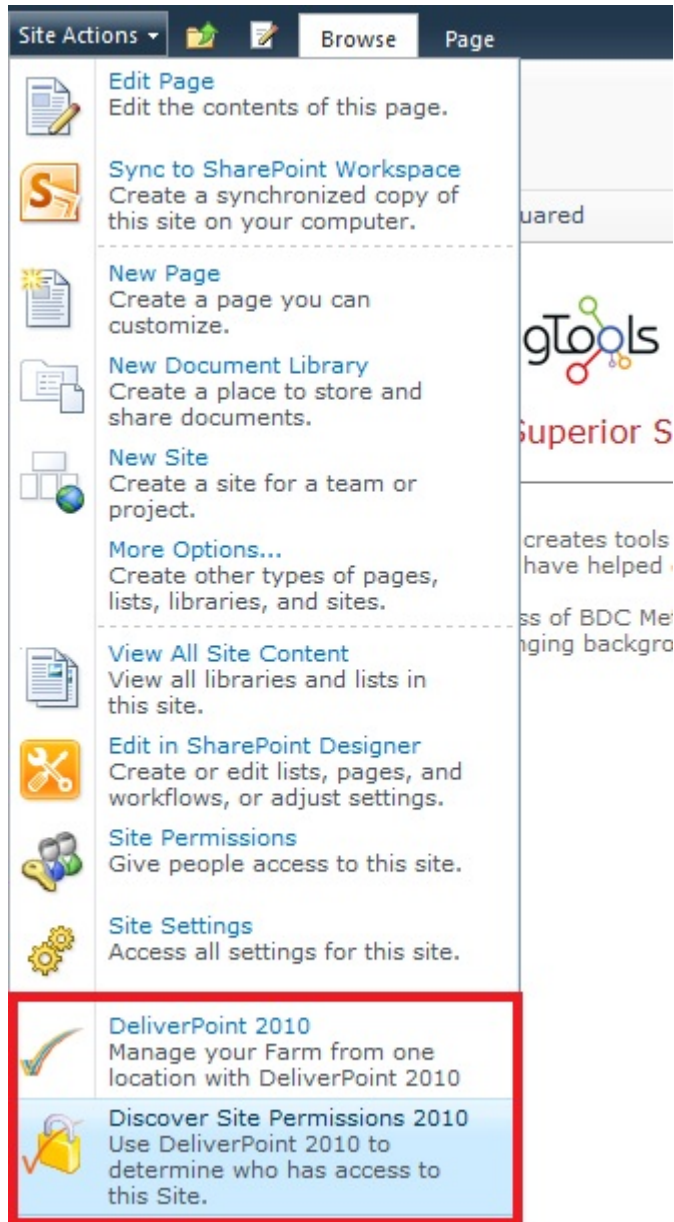 Site Actions Browse Page
Edit Page
Edit the contents of this page.
Sync to SharePoint Workspace
Create a synchronized copy of
this site on your computer.
New Page
Create a page you can
customize.
New Document Library
Create a place to store and
share documents.
New Site
Create a site for a team or
project.
More Options...
Create other types of pages,
lists, libraries, and sites.
View All Site Content
View all libraries and lists in
this site.
Edit in SharePoint Designer
Create or edit lists, pages, and
workflows, or adjust settings.
Site Permissions
Give people access to this site.
Site Settings
Access all settings for this site.
DeliverPoint 2010
Manage your Farm from one
location with DeliverPoint 2010
Discover Site Permissions 2010
Use DeliverPoint 2010 to
determine who has access to
this Site.
uared
gTools
Superior S
creates tools
have helped
ss of BDC Met
nging backgro